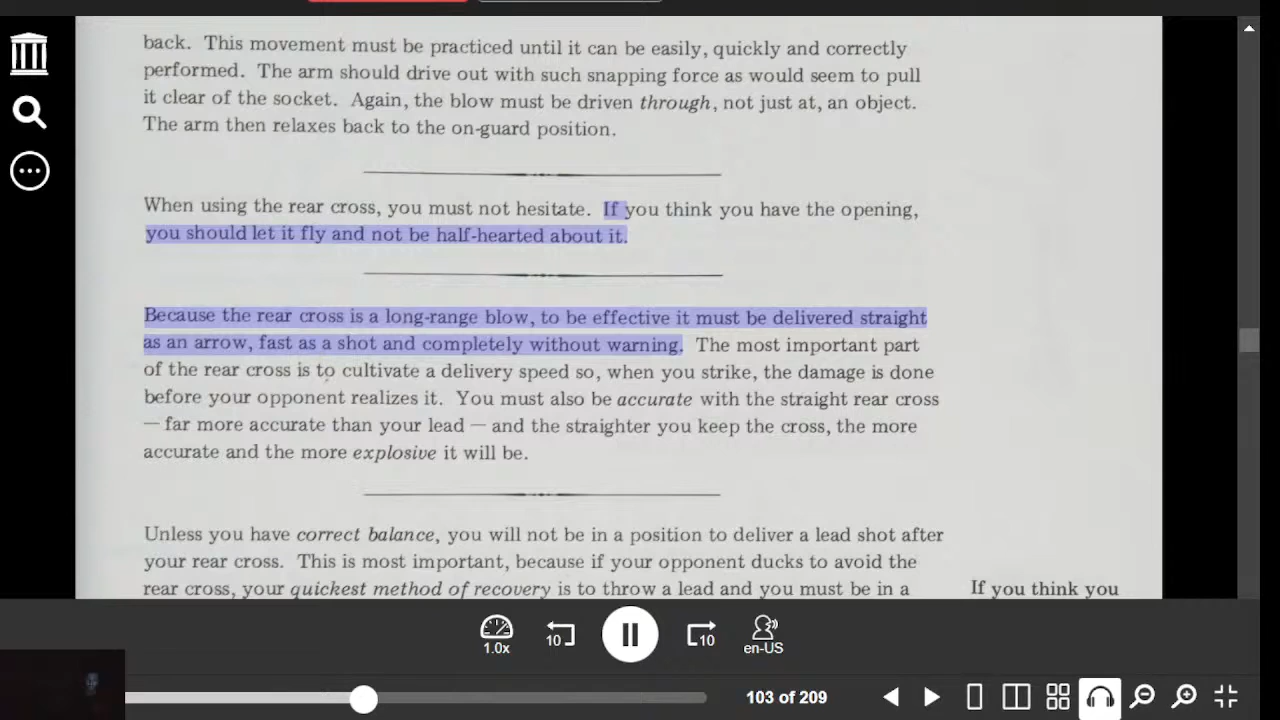 back. This movement must be practiced until it can be easily, quickly and correctly
performed. The arm should drive out with such snapping force as would seem to pull
it clear of the socket. Again, the blow must be driven through, not just at, an object.
The arm then relaxes back to the on-guard position.
When using the rear cross, you must not hesitate. If you think you have the opening,
you should let it fly and not be half-hearted about it.
Because the rear cross is a long-range blow, to be effective it must be delivered straight
as an arrow, fast as a shot and completely without warning. The most important part
of the rear cross is to cultivate a delivery speed so, when you strike, the damage is done
before your opponent realizes it. You must also be accurate with the straight rear cross
— far more accurate than your lead — and the straighter you keep the cross, the more
accurate and the more explosive it will be.
Unless you have correct balance, you will not be in a position to deliver a lead shot after
your rear cross. This is most important, because if your opponent ducks to avoid the
rear cross, your quickest method of recovery is to throw a lead and you must be in a
If you think you
1.0x
10
10
en-US
103 of 209